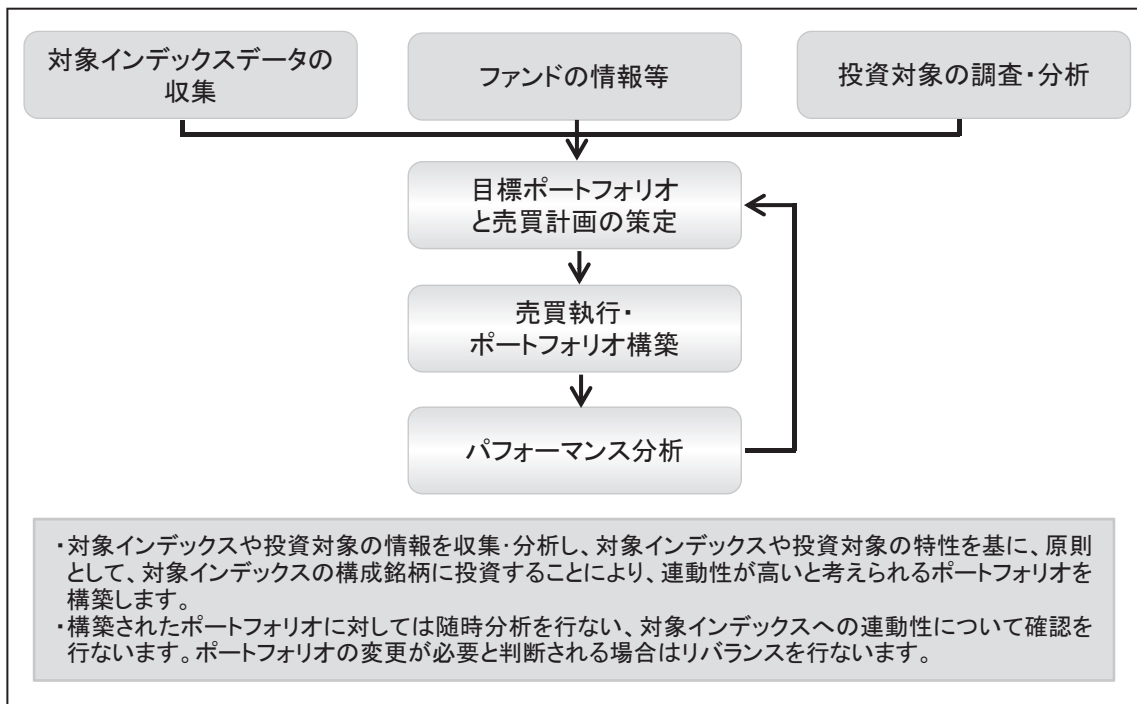 対象インデックスデータの
収集
ファンドの情報等
投資対象の調査・分析
目標ポートフォリオ
と売買計画の策定
売買執行・
ポートフォリオ構築
パフォーマンス分析
・対象インデックスや投資対象の情報を収集・分析し、対象インデックスや投資対象の特性を基に、原則
として、対象インデックスの構成銘柄に投資することにより、連動性が高いと考えられるポートフォリオを
構築します。
・構築されたポートフォリオに対しては随時分析を行ない、対象インデックスへの連動性について確認を
行ないます。ポートフォリオの変更が必要と判断される場合はリバランスを行ないます。